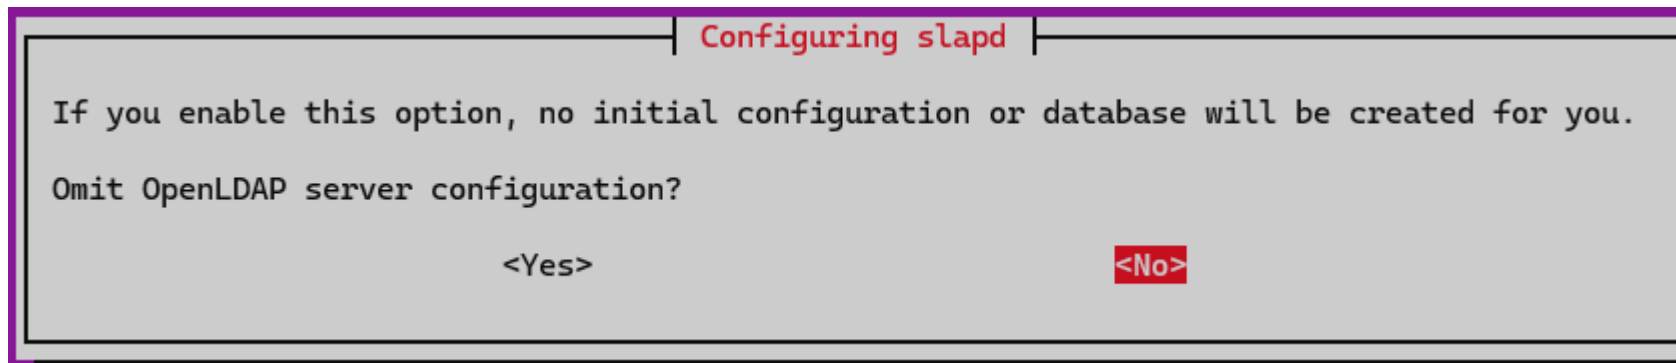 Configuring slapd
If you enable this option, no initial configuration or database will be created for you.
Omit OpenLDAP server configuration?
<Yes> <No>